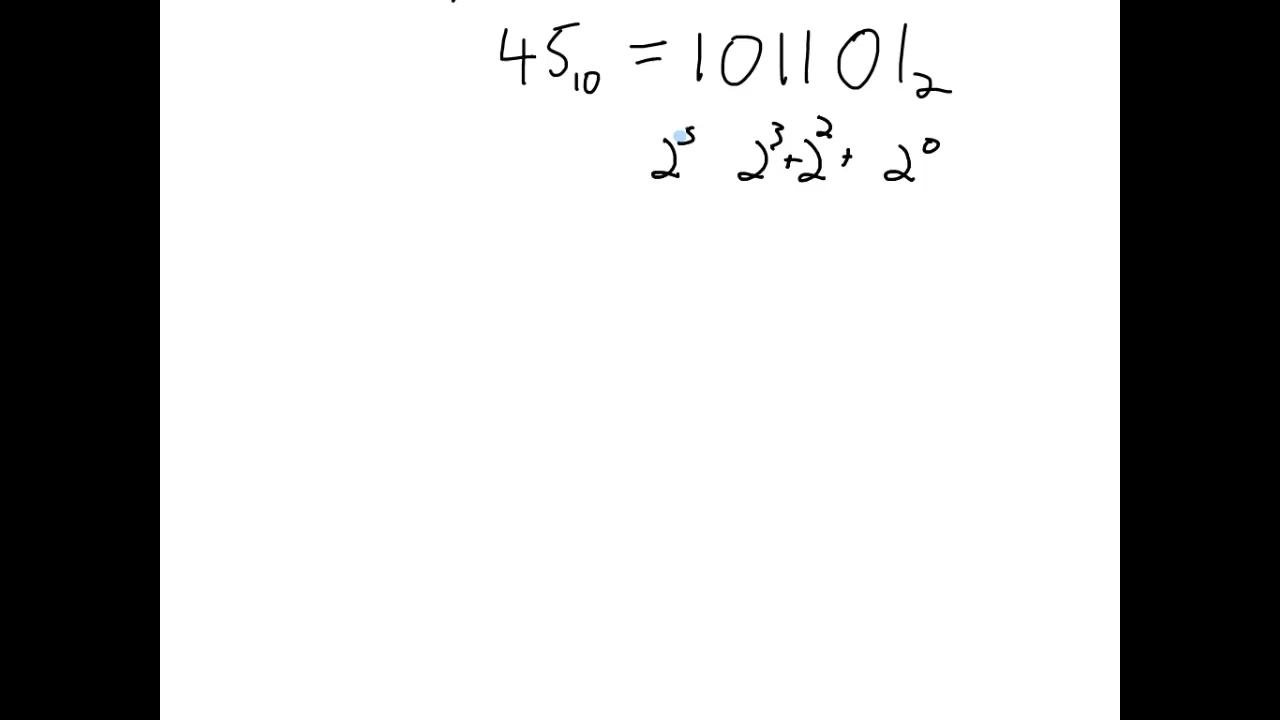 45₁₀ = 101101₂
2⁵ 2³ + 2² + 2⁰